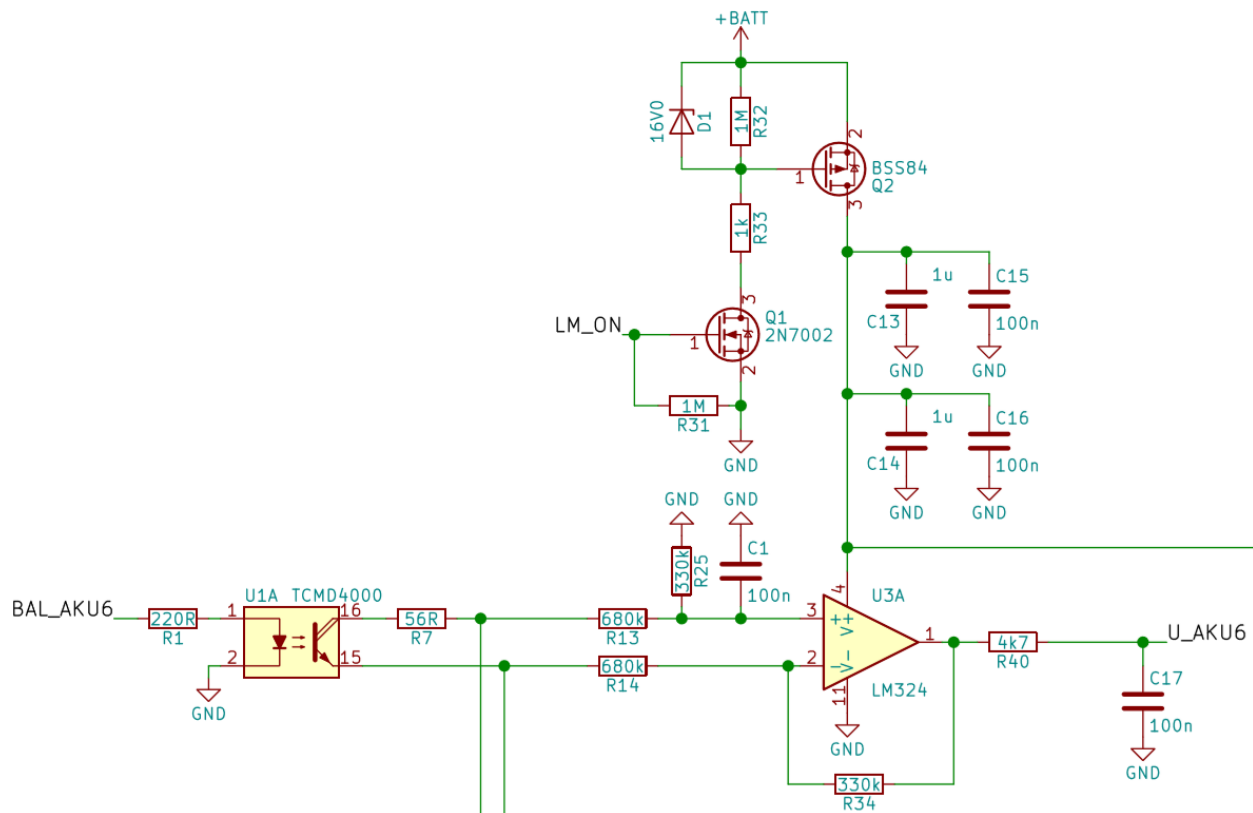 +BATT
16V0
D1
1M
R32
2
1
3
BSS84
Q2
1k
R33
LM_ON
1
3
2
Q1
2N7002
1M
R31
GND
1u
C13
GND
C15
100n
GND
1u
C14
GND
C16
100n
GND
GND
330k
R25
GND
C1
100n
BAL_AKU6
220R
R1
U1A TCMD4000
1
2
16
15
GND
56R
R7
680k
R13
680k
R14
3
2
4
11
1
+
V+
-
V-
U3A
LM324
GND
330k
R34
4k7
R40
U_AKU6
C17
100n
GND